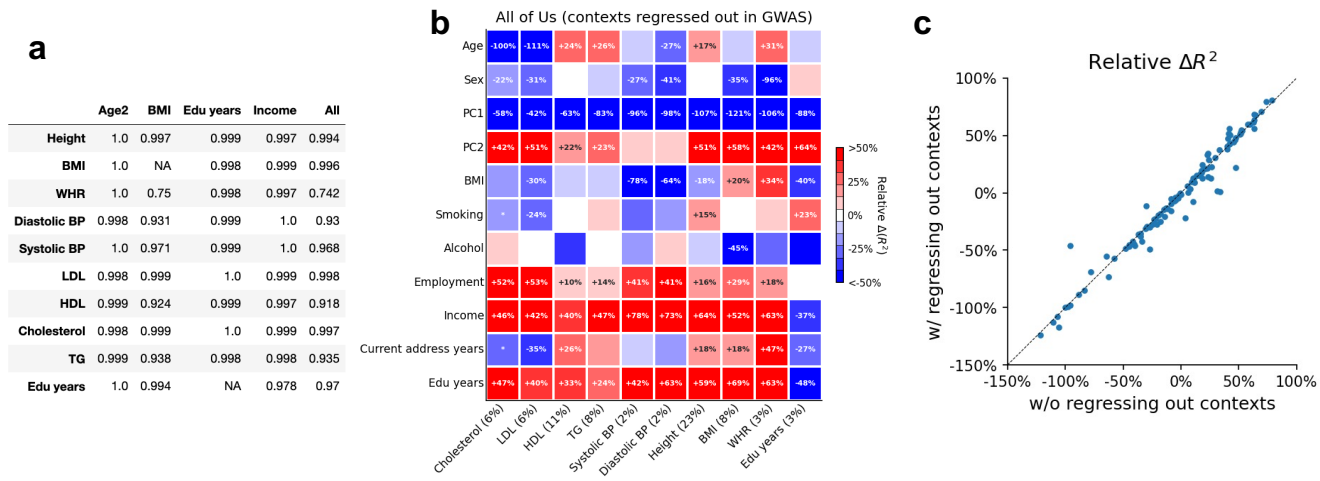 a
Age2 BMI Edu years Income All
Height 1.0 0.997 0.999 0.997 0.994
BMI 1.0 NA 0.998 0.999 0.996
WHR 1.0 0.75 0.998 0.997 0.742
Diastolic BP 0.998 0.931 0.999 1.0 0.93
Systolic BP 1.0 0.971 0.999 1.0 0.968
LDL 0.998 0.999 1.0 0.999 0.998
HDL 0.999 0.924 0.999 0.997 0.918
Cholesterol 0.998 0.999 1.0 0.999 0.997
TG 0.999 0.938 0.998 0.998 0.935
Edu years 1.0 0.994 NA 0.978 0.97
b
All of Us (contexts regressed out in GWAS)
Age -100% -111% +24% +26% -27% +17% +31%
Sex -22% -31% -27% -41% -35% -96%
PC1 -58% -42% -63% -83% -96% -98% -107% -121% -106% -88%
PC2 +42% +51% +22% +23% +51% +58% +42% +64%
BMI -30% -78% -64% -18% +20% +34% -40%
Smoking * -24% +15% +23%
Alcohol -45%
Employment +52% +53% +10% +14% +41% +41% +16% +29% +18%
Income +46% +42% +40% +47% +78% +73% +64% +52% +63% -37%
Current address years * -35% +26% +18% +18% +47% -27%
Edu years +47% +40% +33% +24% +42% +63% +59% +69% +63% -48%
Cholesterol (6%)
LDL (6%)
HDL (11%)
TG (8%)
Systolic BP (2%)
Diastolic BP (2%)
Height (23%)
BMI (8%)
WHR (3%)
Edu years (3%)
>50%
25%
0%
-25%
<-50%
Relative Δ(R²)
c
Relative ΔR²
100%
50%
0%
-50%
-100%
-150%
w/ regressing out contexts
-150% -100% -50% 0% 50% 100%
w/o regressing out contexts